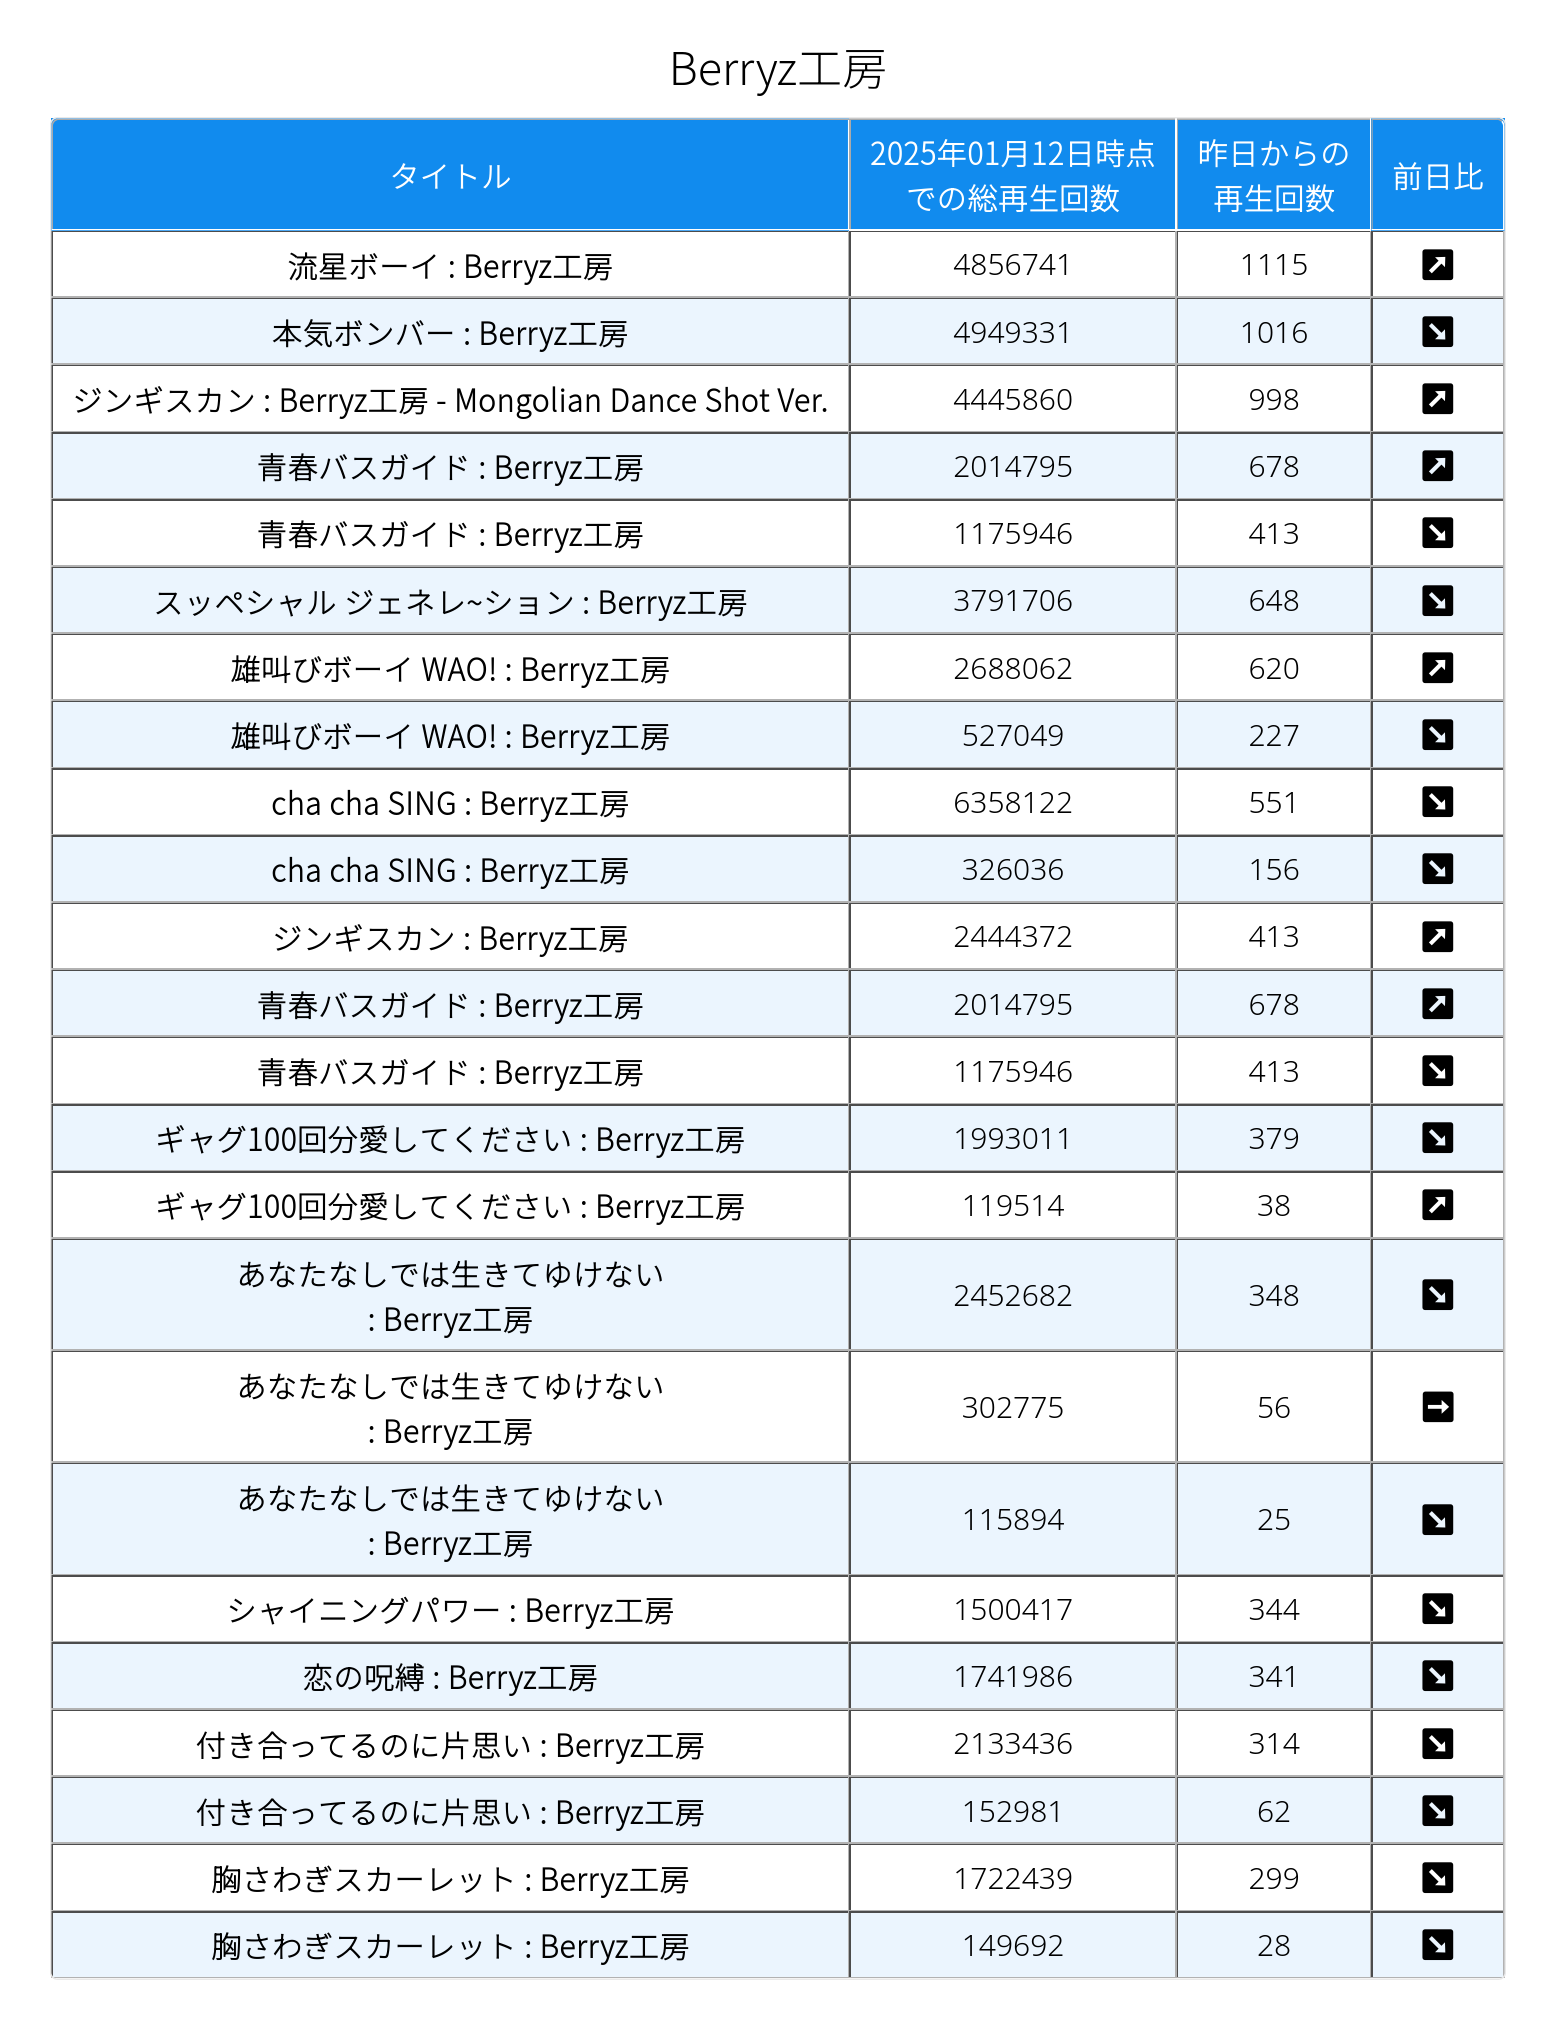 Berryz工房
タイトル 2025年01月12日時点 昨日からの 前日比
での総再生回数 再生回数
流星ボーイ : Berryz工房 4856741 1115 ↗
本気ボンバー : Berryz工房 4949331 1016 ↘
ジンギスカン : Berryz工房 - Mongolian Dance Shot Ver. 4445860 998 ↗
青春バスガイド : Berryz工房 2014795 678 ↗
青春バスガイド : Berryz工房 1175946 413 ↘
スッペシャル ジェネレ~ション : Berryz工房 3791706 648 ↘
雄叫びボーイ WAO! : Berryz工房 2688062 620 ↗
雄叫びボーイ WAO! : Berryz工房 527049 227 ↘
cha cha SING : Berryz工房 6358122 551 ↘
cha cha SING : Berryz工房 326036 156 ↘
ジンギスカン : Berryz工房 2444372 413 ↗
青春バスガイド : Berryz工房 2014795 678 ↗
青春バスガイド : Berryz工房 1175946 413 ↘
ギャグ100回分愛してください : Berryz工房 1993011 379 ↘
ギャグ100回分愛してください : Berryz工房 119514 38 ↗
あなたなしでは生きてゆけない
: Berryz工房 2452682 348 ↘
あなたなしでは生きてゆけない
: Berryz工房 302775 56 →
あなたなしでは生きてゆけない
: Berryz工房 115894 25 ↘
シャイニングパワー : Berryz工房 1500417 344 ↘
恋の呪縛 : Berryz工房 1741986 341 ↘
付き合ってるのに片思い : Berryz工房 2133436 314 ↘
付き合ってるのに片思い : Berryz工房 152981 62 ↘
胸さわぎスカーレット : Berryz工房 1722439 299 ↘
胸さわぎスカーレット : Berryz工房 149692 28 ↘